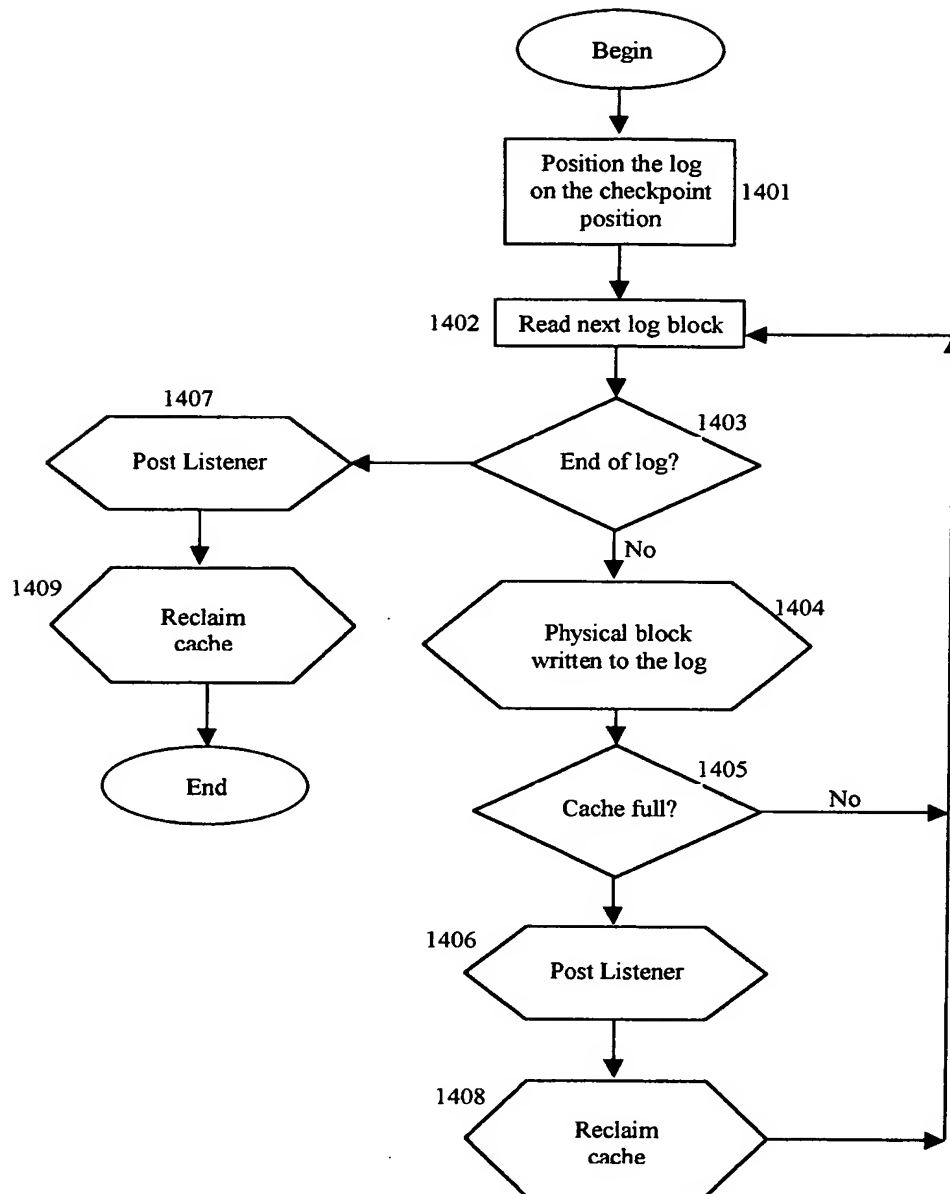 Begin
Position the log
on the checkpoint
position
1401
1402
Read next log block
1407
1403
Post Listener
End of log?
No
1409
Reclaim
cache
1404
Physical block
written to the log
End
1405
Cache full?
No
1406
Post Listener
1408
Reclaim
cache